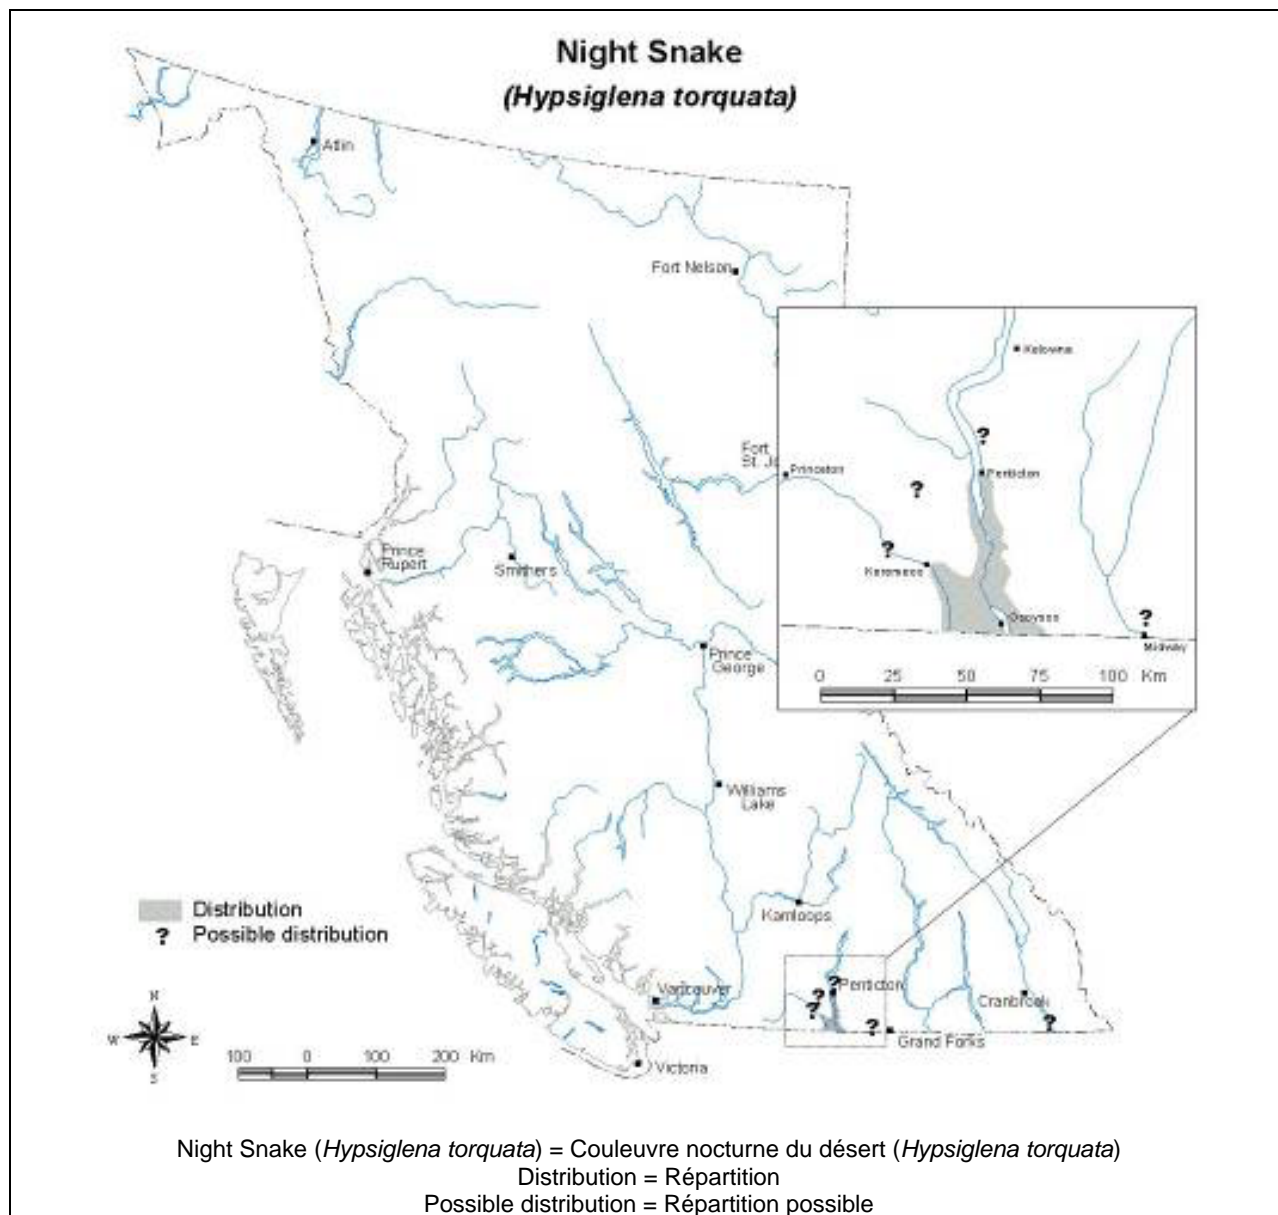 Night Snake
(Hypsiglena torquata)
Atlin
Fort Nelson
Kelowna
?
Fort
St. Jo
Princeton
Penticton
?
?
Keremeos
Osoyoos
?
Midway
0 25 50 75 100 Km
Prince
Rupert
Smithers
Prince
George
Williams
Lake
Kamloops
Distribution
? Possible distribution
Vancouver
?
Penticton
?
?
?
Cranbrook
?
Grand Forks
Victoria
N
W E
S
100 0 100 200 Km
Night Snake (Hypsiglena torquata) = Couleuvre nocturne du désert (Hypsiglena torquata)
Distribution = Répartition
Possible distribution = Répartition possible